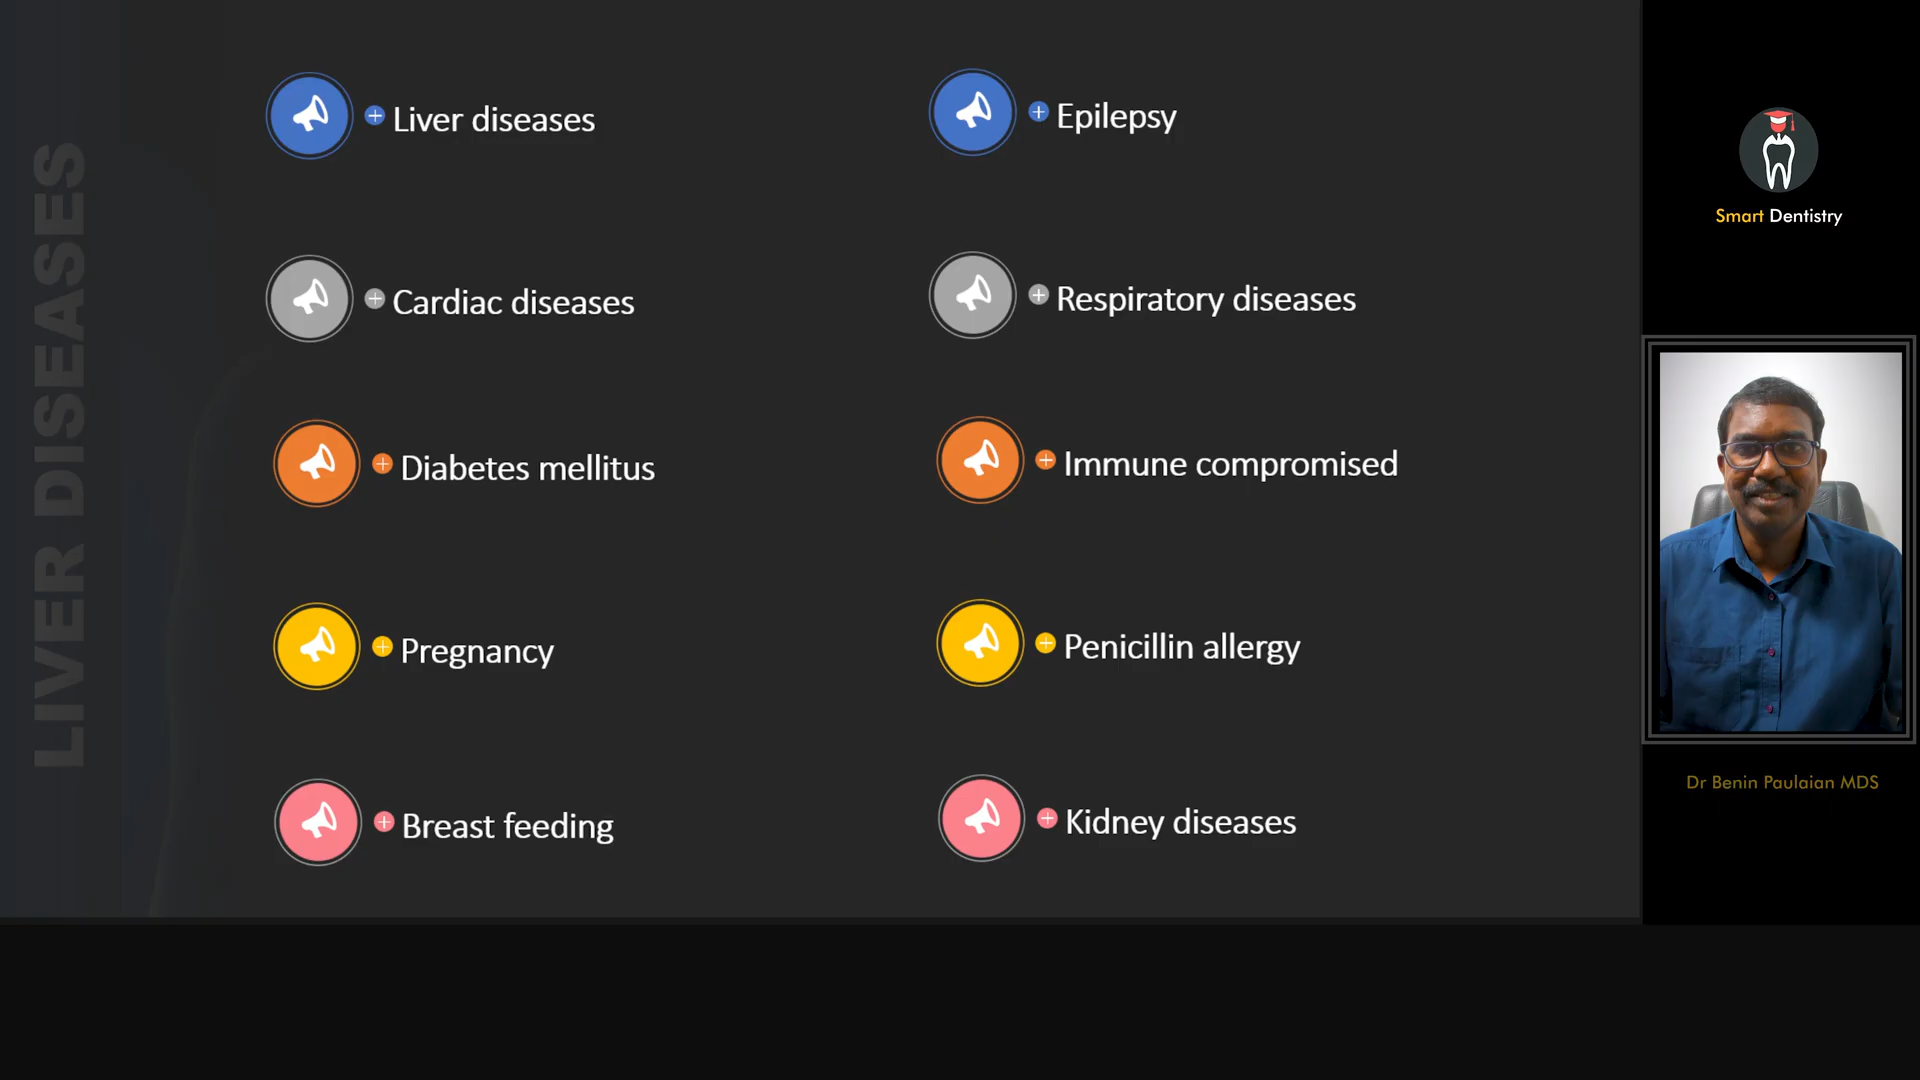 LIVER DISEASES
Liver diseases
Cardiac diseases
Diabetes mellitus
Pregnancy
Breast feeding
Epilepsy
Respiratory diseases
Immune compromised
Penicillin allergy
Kidney diseases
Smart Dentistry
Dr Benin Paulaian MDS